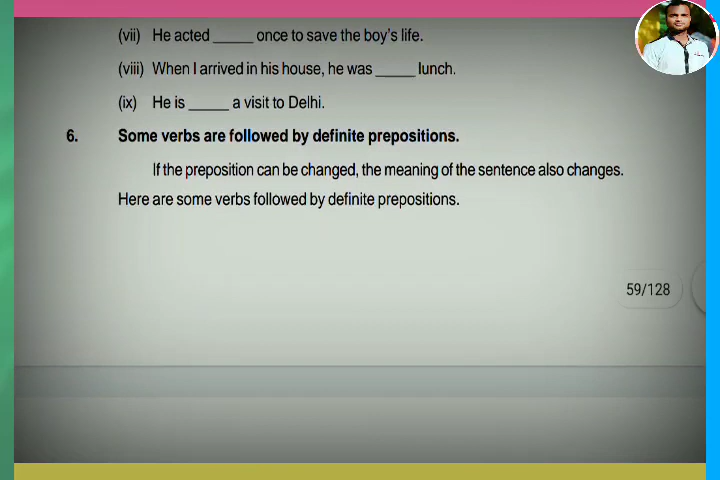 (vii) He acted _____ once to save the boy's life.
(viii) When I arrived in his house, he was _____ lunch.
(ix) He is _____ a visit to Delhi.
6. Some verbs are followed by definite prepositions.
If the preposition can be changed, the meaning of the sentence also changes.
Here are some verbs followed by definite prepositions.
59/128